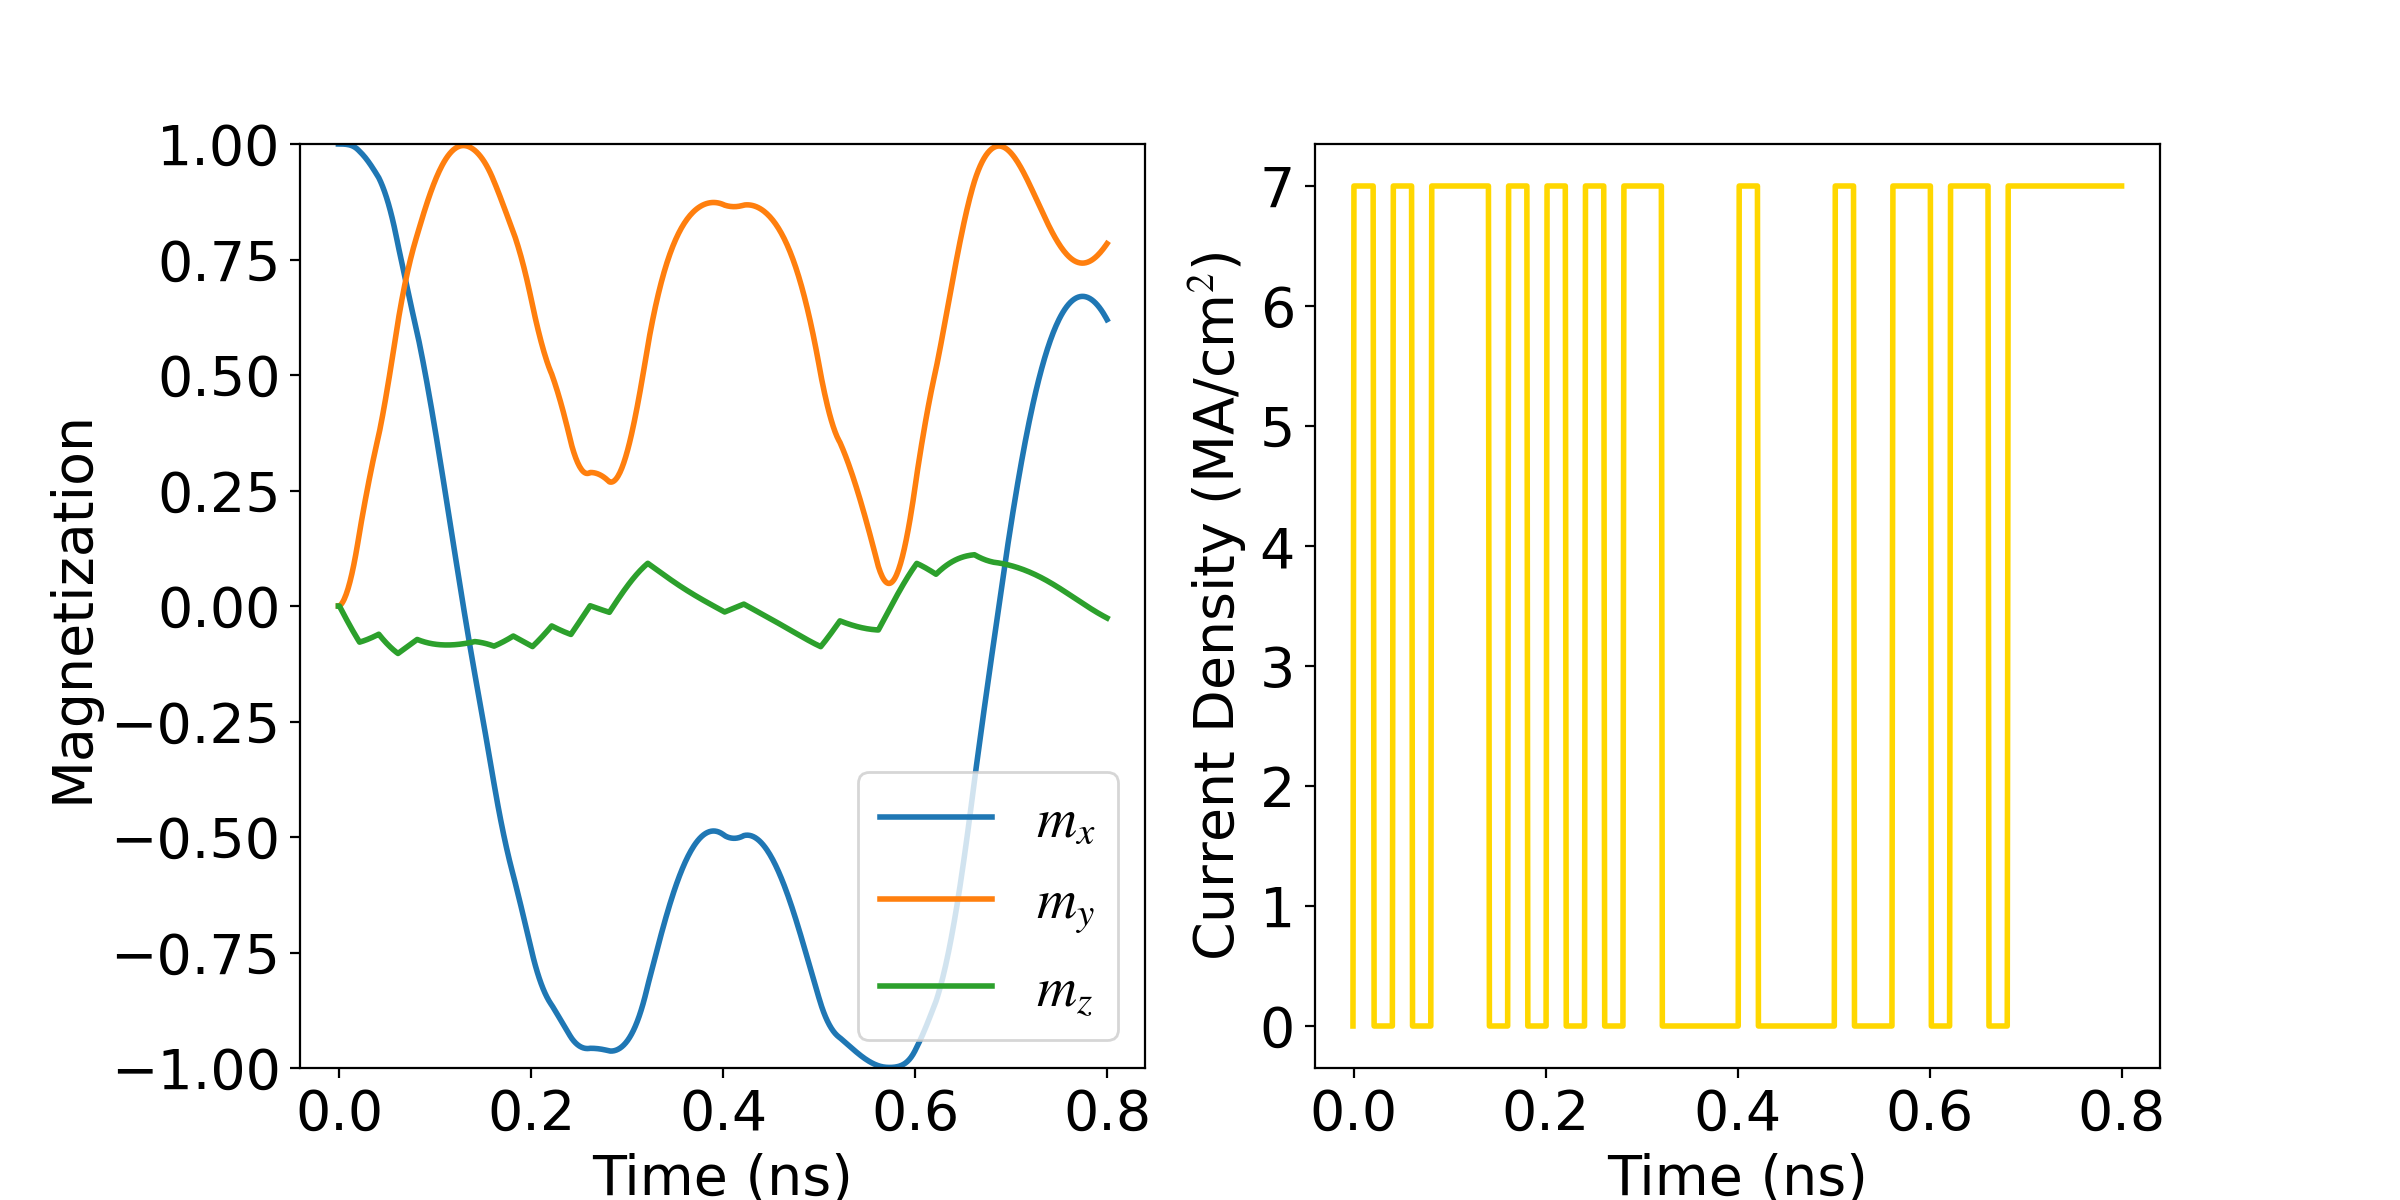 1.00
0.75
0.50
0.25
0.00
−0.25
−0.50
−0.75
−1.00
Magnetization
0.0 0.2 0.4 0.6 0.8
Time (ns)
m_x
m_y
m_z
7
6
5
4
3
2
1
0
Current Density (MA/cm²)
0.0 0.2 0.4 0.6 0.8
Time (ns)